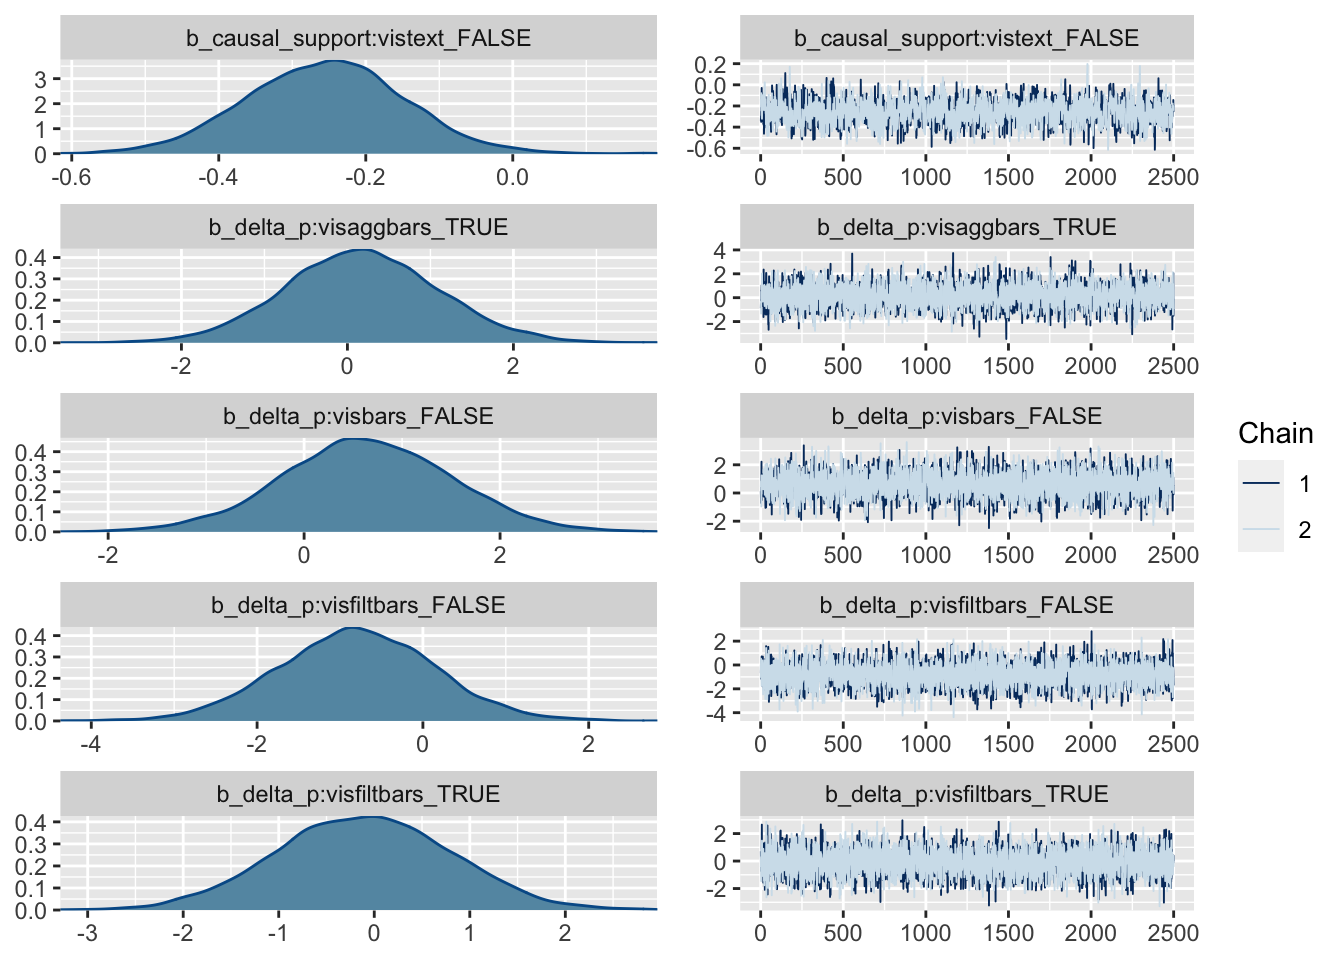 b_causal_support:vistext_FALSE
3
2
1
0
-0.6 -0.4 -0.2 0.0
b_causal_support:vistext_FALSE
0.2
0.0
-0.2
-0.4
-0.6
0 500 1000 1500 2000 2500
b_delta_p:visaggbars_TRUE
0.4
0.3
0.2
0.1
0.0
-2 0 2
b_delta_p:visaggbars_TRUE
4
2
0
-2
0 500 1000 1500 2000 2500
b_delta_p:visbars_FALSE
0.4
0.3
0.2
0.1
0.0
-2 0 2
b_delta_p:visbars_FALSE
2
0
-2
0 500 1000 1500 2000 2500
b_delta_p:visfiltbars_FALSE
0.4
0.3
0.2
0.1
0.0
-4 -2 0 2
b_delta_p:visfiltbars_FALSE
2
0
-2
-4
0 500 1000 1500 2000 2500
b_delta_p:visfiltbars_TRUE
0.4
0.3
0.2
0.1
0.0
-3 -2 -1 0 1 2
b_delta_p:visfiltbars_TRUE
2
0
-2
0 500 1000 1500 2000 2500
Chain
1
2